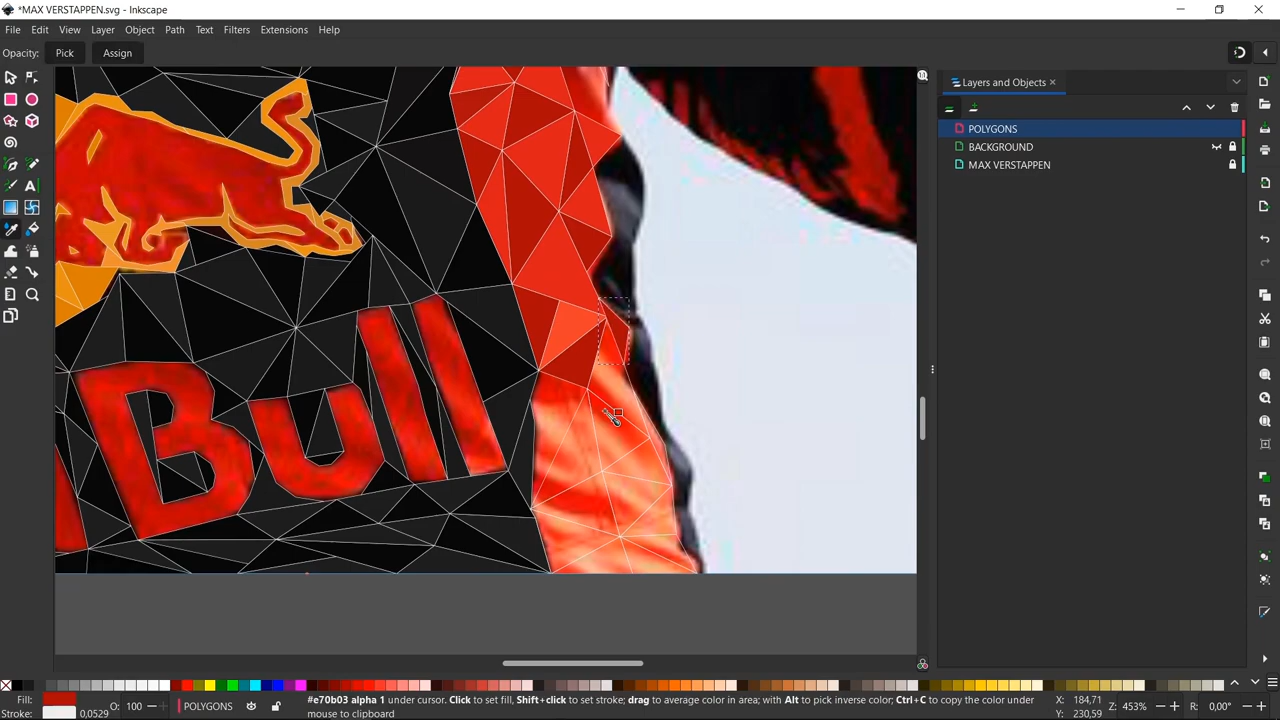 *MAX VERSTAPPEN.svg - Inkscape
File Edit View Layer Object Path Text Filters Extensions Help
Opacity: Pick Assign
Layers and Objects
POLYGONS
BACKGROUND
MAX VERSTAPPEN
Bull
Fill:
Stroke: 0,0529
O: 100
POLYGONS
#e70b03 alpha 1 under cursor. Click to set fill, Shift+click to set stroke; drag to average color in area; with Alt to pick inverse color; Ctrl+C to copy the color under
mouse to clipboard
X: 184,71
Y: 230,59
Z: 453%
R: 0,00°